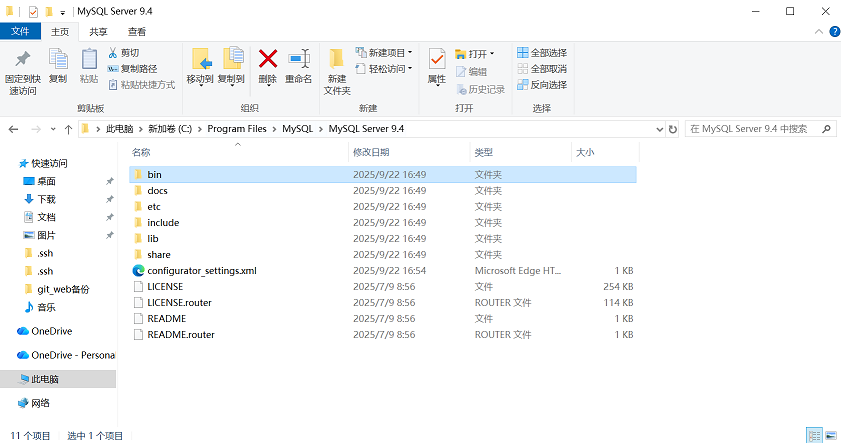 MySQL Server 9.4
文件 主页 共享 查看
固定到快速访问
复制
粘贴
剪切
复制路径
粘贴快捷方式
剪贴板
移动到
复制到
删除
重命名
组织
新建文件夹
新建项目
轻松访问
新建
属性
打开
编辑
历史记录
打开
全部选择
全部取消
反向选择
选择
此电脑 > 新加卷 (C:) > Program Files > MySQL > MySQL Server 9.4
在 MySQL Server 9.4 中搜索
快速访问
桌面
下载
文档
图片
.ssh
.ssh
git_web备份
音乐
OneDrive
OneDrive - Persona
此电脑
网络
名称 修改日期 类型 大小
bin 2025/9/22 16:49 文件夹
docs 2025/9/22 16:49 文件夹
etc 2025/9/22 16:49 文件夹
include 2025/9/22 16:49 文件夹
lib 2025/9/22 16:49 文件夹
share 2025/9/22 16:49 文件夹
configurator_settings.xml 2025/9/22 16:54 Microsoft Edge HT... 1 KB
LICENSE 2025/7/9 8:56 文件 254 KB
LICENSE.router 2025/7/9 8:56 ROUTER 文件 114 KB
README 2025/7/9 8:56 文件 1 KB
README.router 2025/7/9 8:56 ROUTER 文件 1 KB
11 个项目 选中 1 个项目